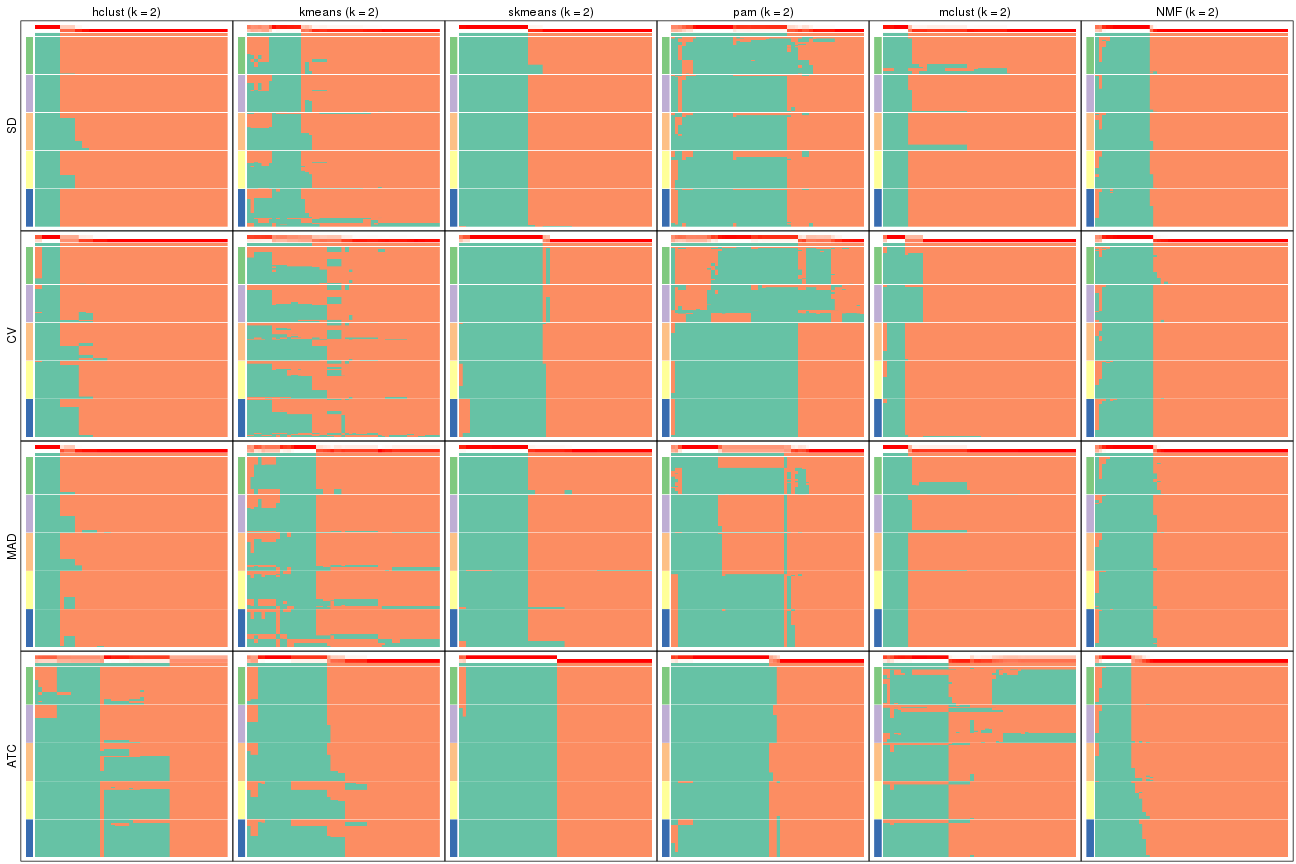 hclust (k = 2)
kmeans (k = 2)
skmeans (k = 2)
pam (k = 2)
mclust (k = 2)
NMF (k = 2)
SD
CV
MAD
ATC